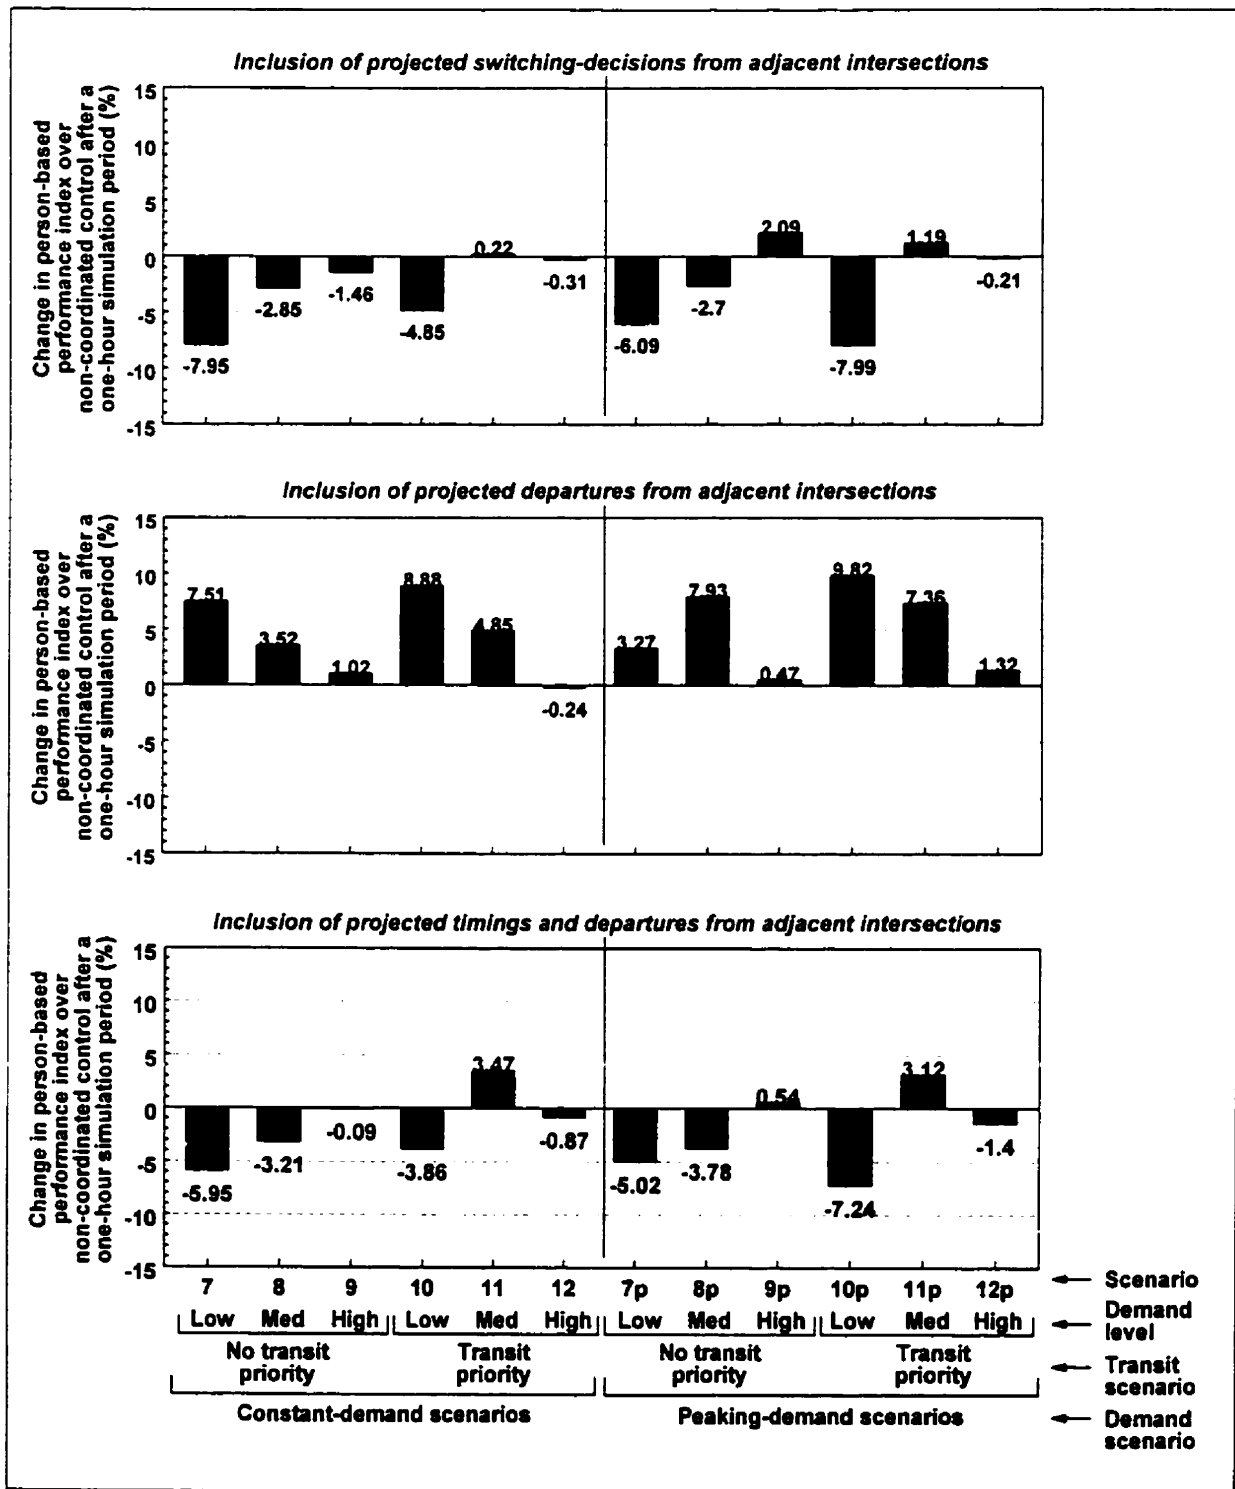 Inclusion of projected switching-decisions from adjacent intersections
Change in person-based
performance index over
non-coordinated control after a
one-hour simulation period (%)
15
10
5
0
-5
-10
-15
-7.95
-2.85
-1.46
-4.85
0.22
-0.31
-6.09
-2.7
2.09
-7.99
1.19
-0.21
Inclusion of projected departures from adjacent intersections
Change in person-based
performance index over
non-coordinated control after a
one-hour simulation period (%)
15
10
5
0
-5
-10
-15
7.51
3.52
1.02
8.88
4.85
-0.24
3.27
7.93
0.47
9.82
7.36
1.32
Inclusion of projected timings and departures from adjacent intersections
Change in person-based
performance index over
non-coordinated control after a
one-hour simulation period (%)
15
10
5
0
-5
-10
-15
-5.95
-3.21
-0.09
-3.86
3.47
-0.87
-5.02
-3.78
0.54
-7.24
3.12
-1.4
7 8 9 10 11 12 7p 8p 9p 10p 11p 12p Scenario
Low Med High Low Med High Low Med High Low Med High Demand
level
No transit Transit No transit Transit
priority priority priority priority
Transit
scenario
Constant-demand scenarios Peaking-demand scenarios Demand
scenario